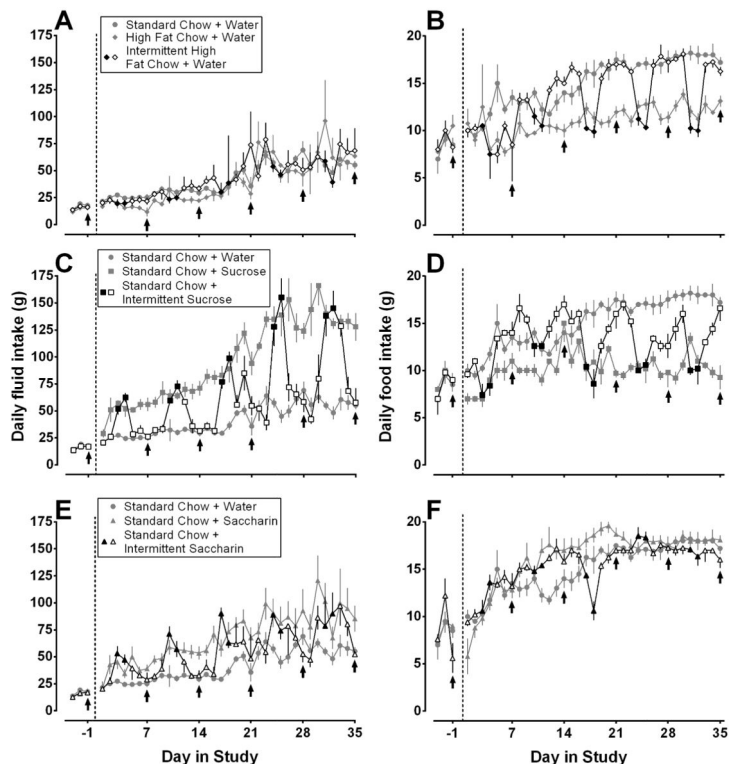 A
Standard Chow + Water
High Fat Chow + Water
Intermittent High
Fat Chow + Water
175
150
125
100
75
50
25
0
B
20
15
10
5
0
C
Standard Chow + Water
Standard Chow + Sucrose
Standard Chow +
Intermittent Sucrose
Daily fluid intake (g)
175
150
125
100
75
50
25
0
D
Daily food intake (g)
20
15
10
5
0
E
Standard Chow + Water
Standard Chow + Saccharin
Standard Chow +
Intermittent Saccharin
175
150
125
100
75
50
25
0
-1 7 14 21 28 35
Day in Study
F
20
15
10
5
0
-1 7 14 21 28 35
Day in Study